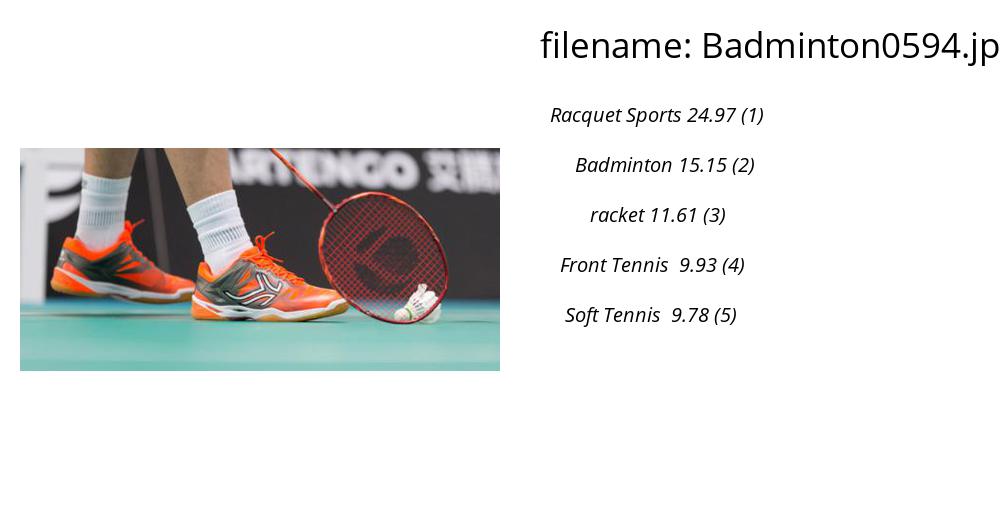 filename: Badminton0594.jp
Racquet Sports 24.97 (1)
Badminton 15.15 (2)
racket 11.61 (3)
Front Tennis 9.93 (4)
Soft Tennis 9.78 (5)
ARTENGO